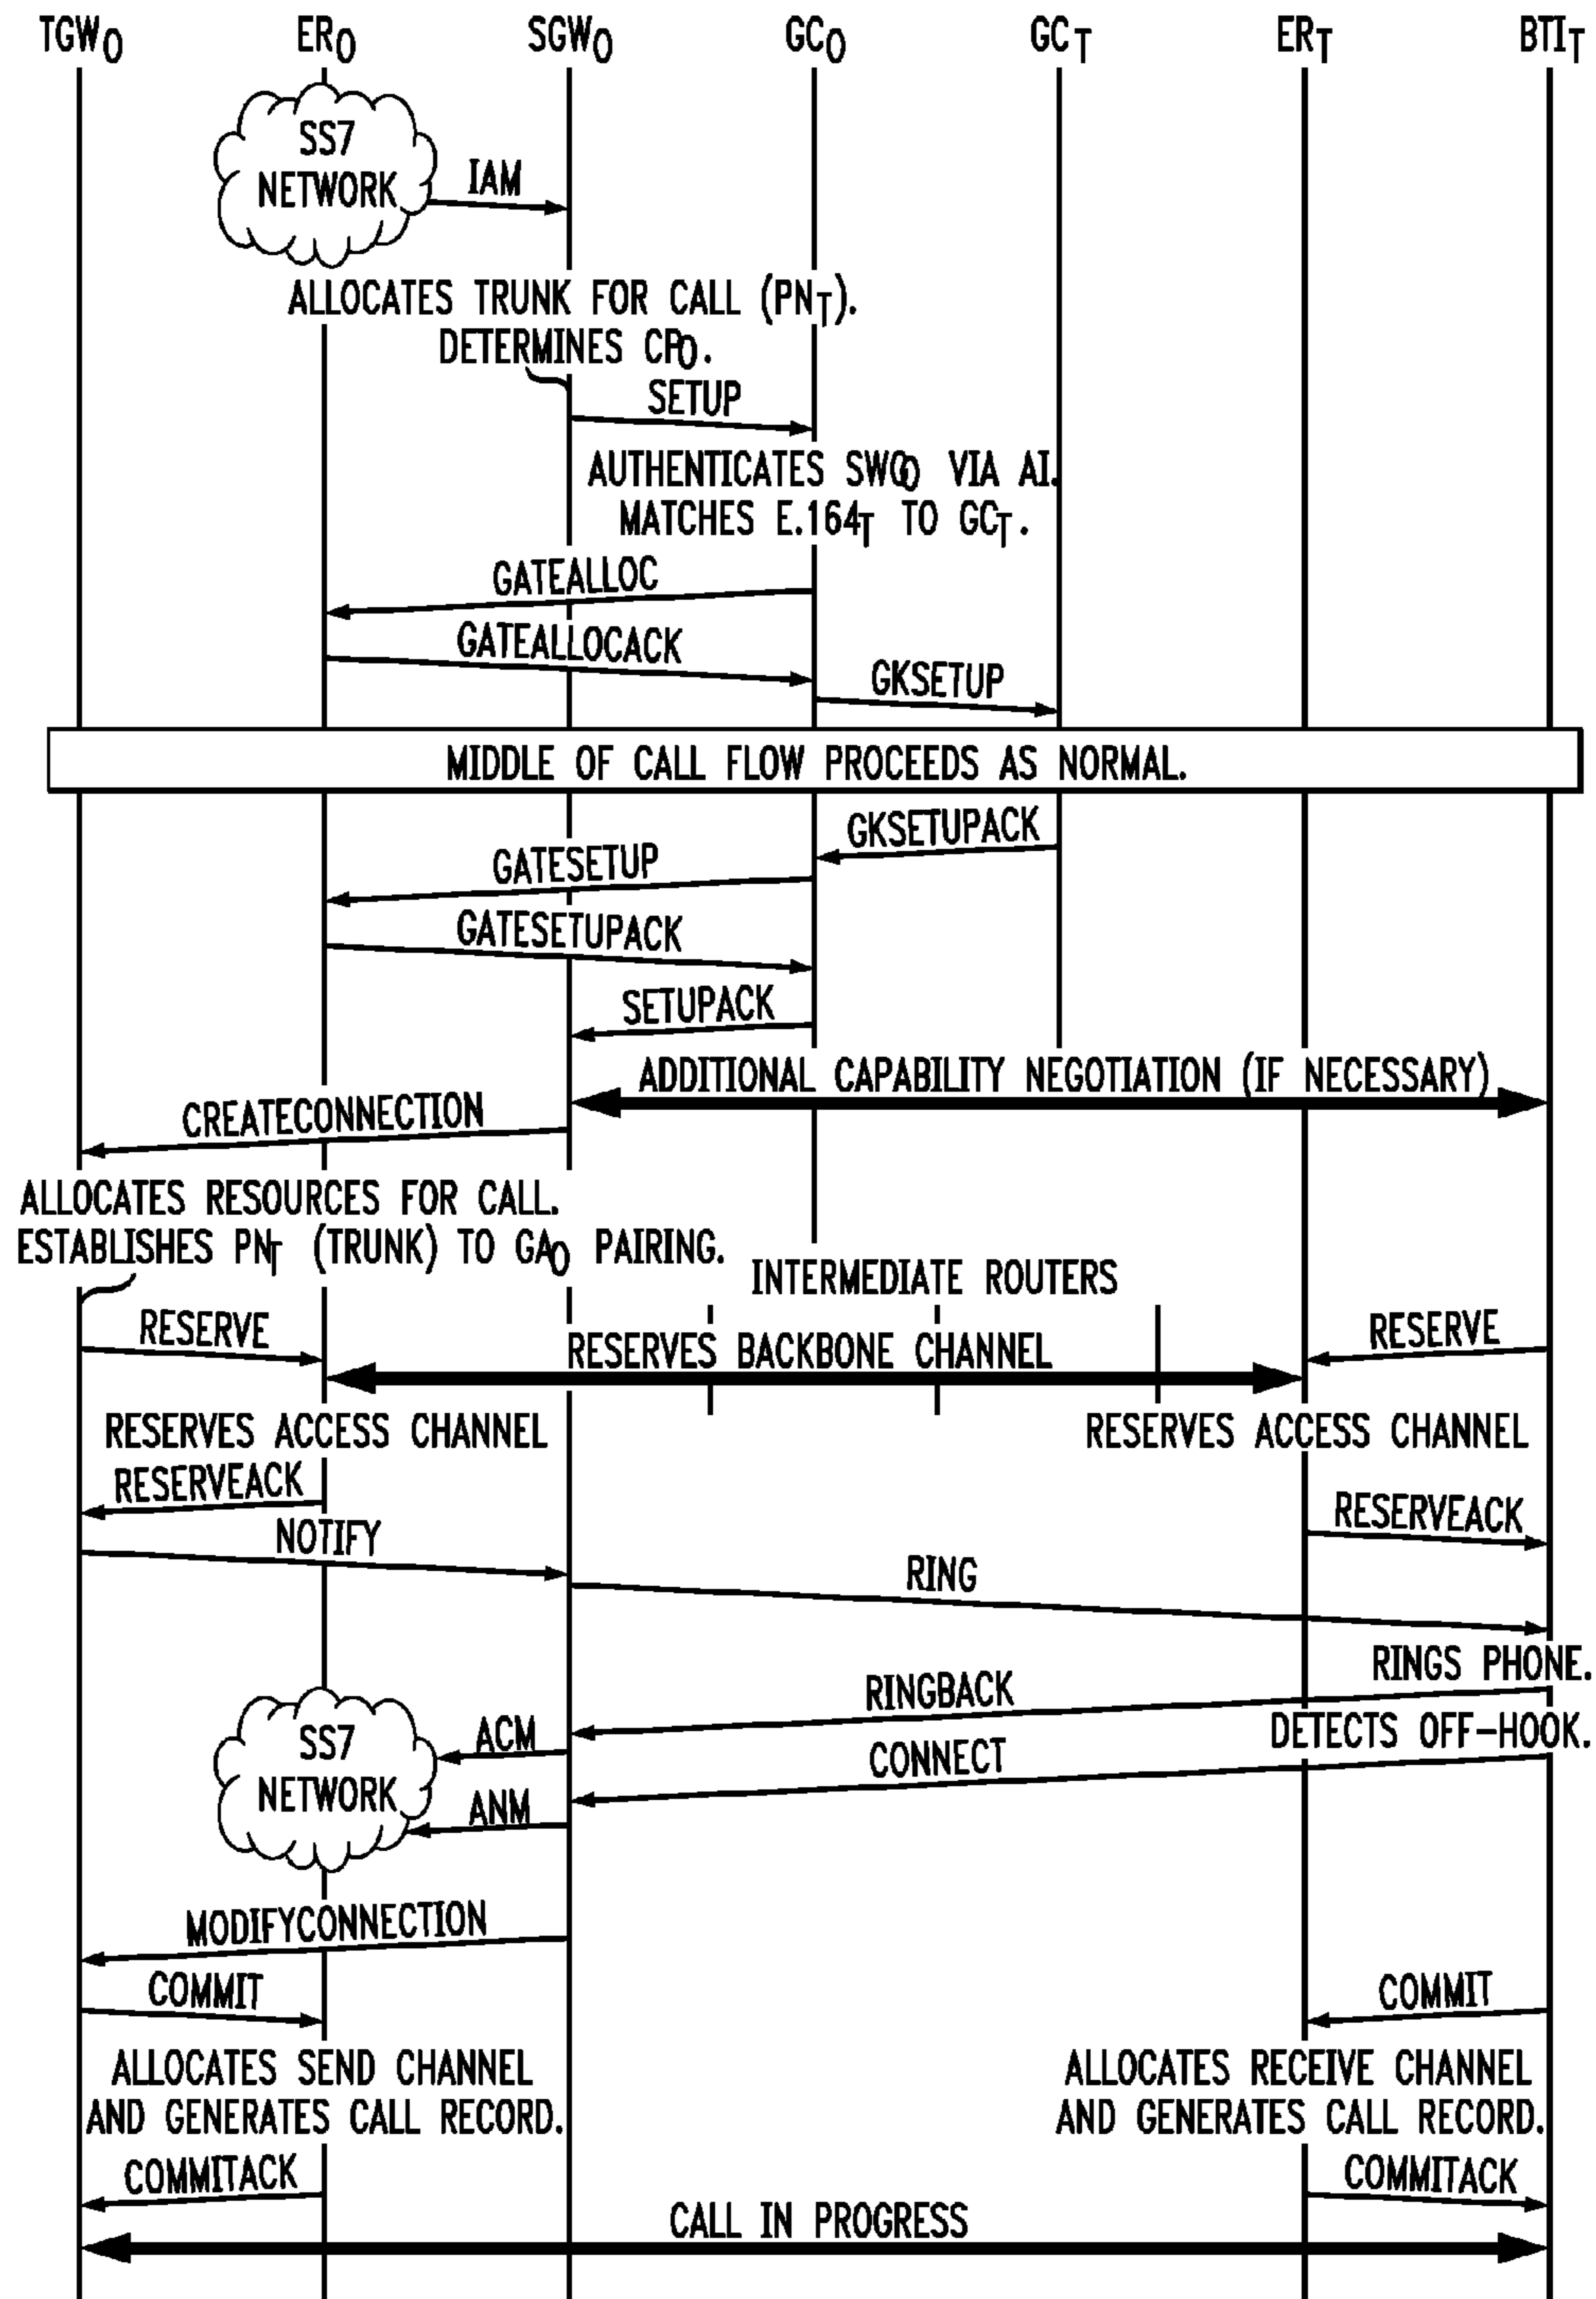 TGWO ERO SGWO GCO GCT ERT BTIT
SS7
NETWORK
IAM
ALLOCATES TRUNK FOR CALL (PNT).
DETERMINES CPO.
SETUP
AUTHENTICATES SWGO VIA AI.
MATCHES E.164T TO GCT.
GATEALLOC
GATEALLOCACK
GKSETUP
MIDDLE OF CALL FLOW PROCEEDS AS NORMAL.
GKSETUPACK
GATESETUP
GATESETUPACK
SETUPACK
ADDITIONAL CAPABILITY NEGOTIATION (IF NECESSARY)
CREATECONNECTION
ALLOCATES RESOURCES FOR CALL.
ESTABLISHES PNT (TRUNK) TO GAO PAIRING.
INTERMEDIATE ROUTERS
RESERVE
RESERVES BACKBONE CHANNEL
RESERVE
RESERVES ACCESS CHANNEL
RESERVES ACCESS CHANNEL
RESERVEACK
RESERVEACK
NOTIFY
RING
RINGS PHONE.
RINGBACK
SS7
NETWORK
ACM
DETECTS OFF-HOOK.
CONNECT
ANM
MODIFYCONNECTION
COMMIT
COMMIT
ALLOCATES SEND CHANNEL
AND GENERATES CALL RECORD.
ALLOCATES RECEIVE CHANNEL
AND GENERATES CALL RECORD.
COMMITACK
COMMITACK
CALL IN PROGRESS